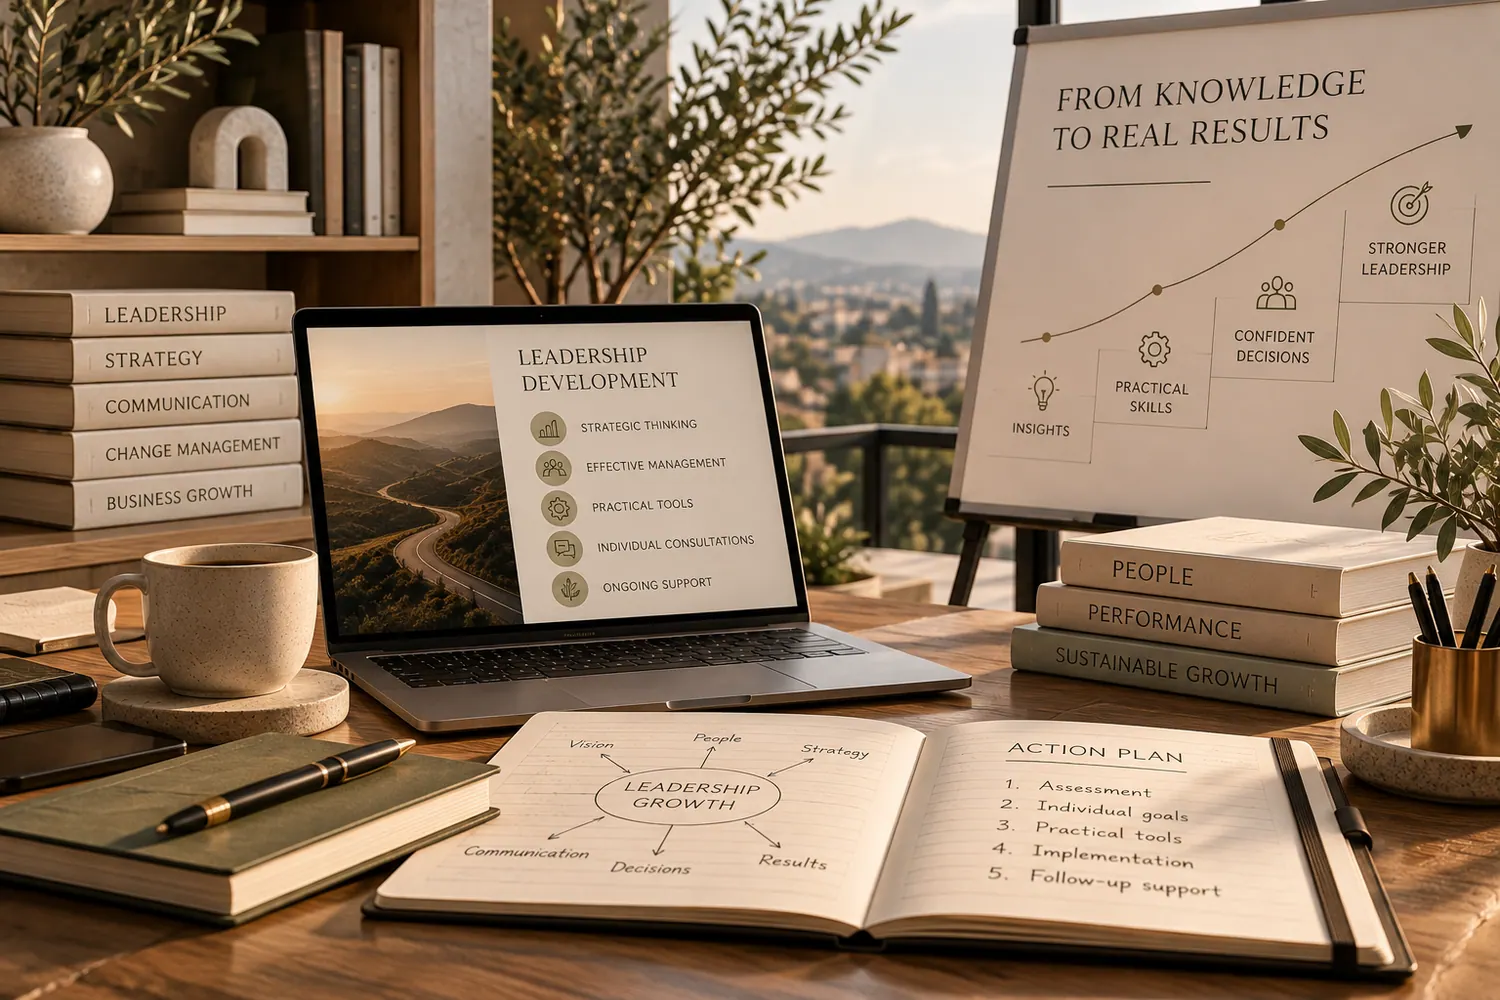 LEADERSHIP
STRATEGY
COMMUNICATION
CHANGE MANAGEMENT
BUSINESS GROWTH
LEADERSHIP
DEVELOPMENT
STRATEGIC THINKING
EFFECTIVE MANAGEMENT
PRACTICAL TOOLS
INDIVIDUAL CONSULTATIONS
ONGOING SUPPORT
FROM KNOWLEDGE
TO REAL RESULTS
INSIGHTS
PRACTICAL
SKILLS
CONFIDENT
DECISIONS
STRONGER
LEADERSHIP
PEOPLE
PERFORMANCE
SUSTAINABLE GROWTH
Vision
People
Strategy
LEADERSHIP
GROWTH
Communication
Decisions
Results
ACTION PLAN
1. Assessment
2. Individual goals
3. Practical tools
4. Implementation
5. Follow-up support